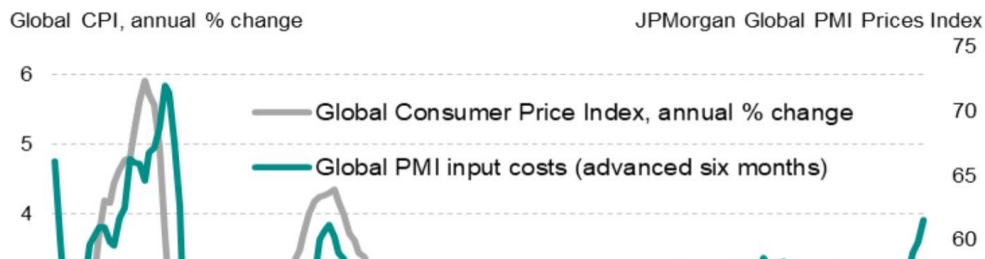 Global CPI, annual % change JPMorgan Global PMI Prices Index
75
6
Global Consumer Price Index, annual % change 70
5
Global PMI input costs (advanced six months) 65
4
60